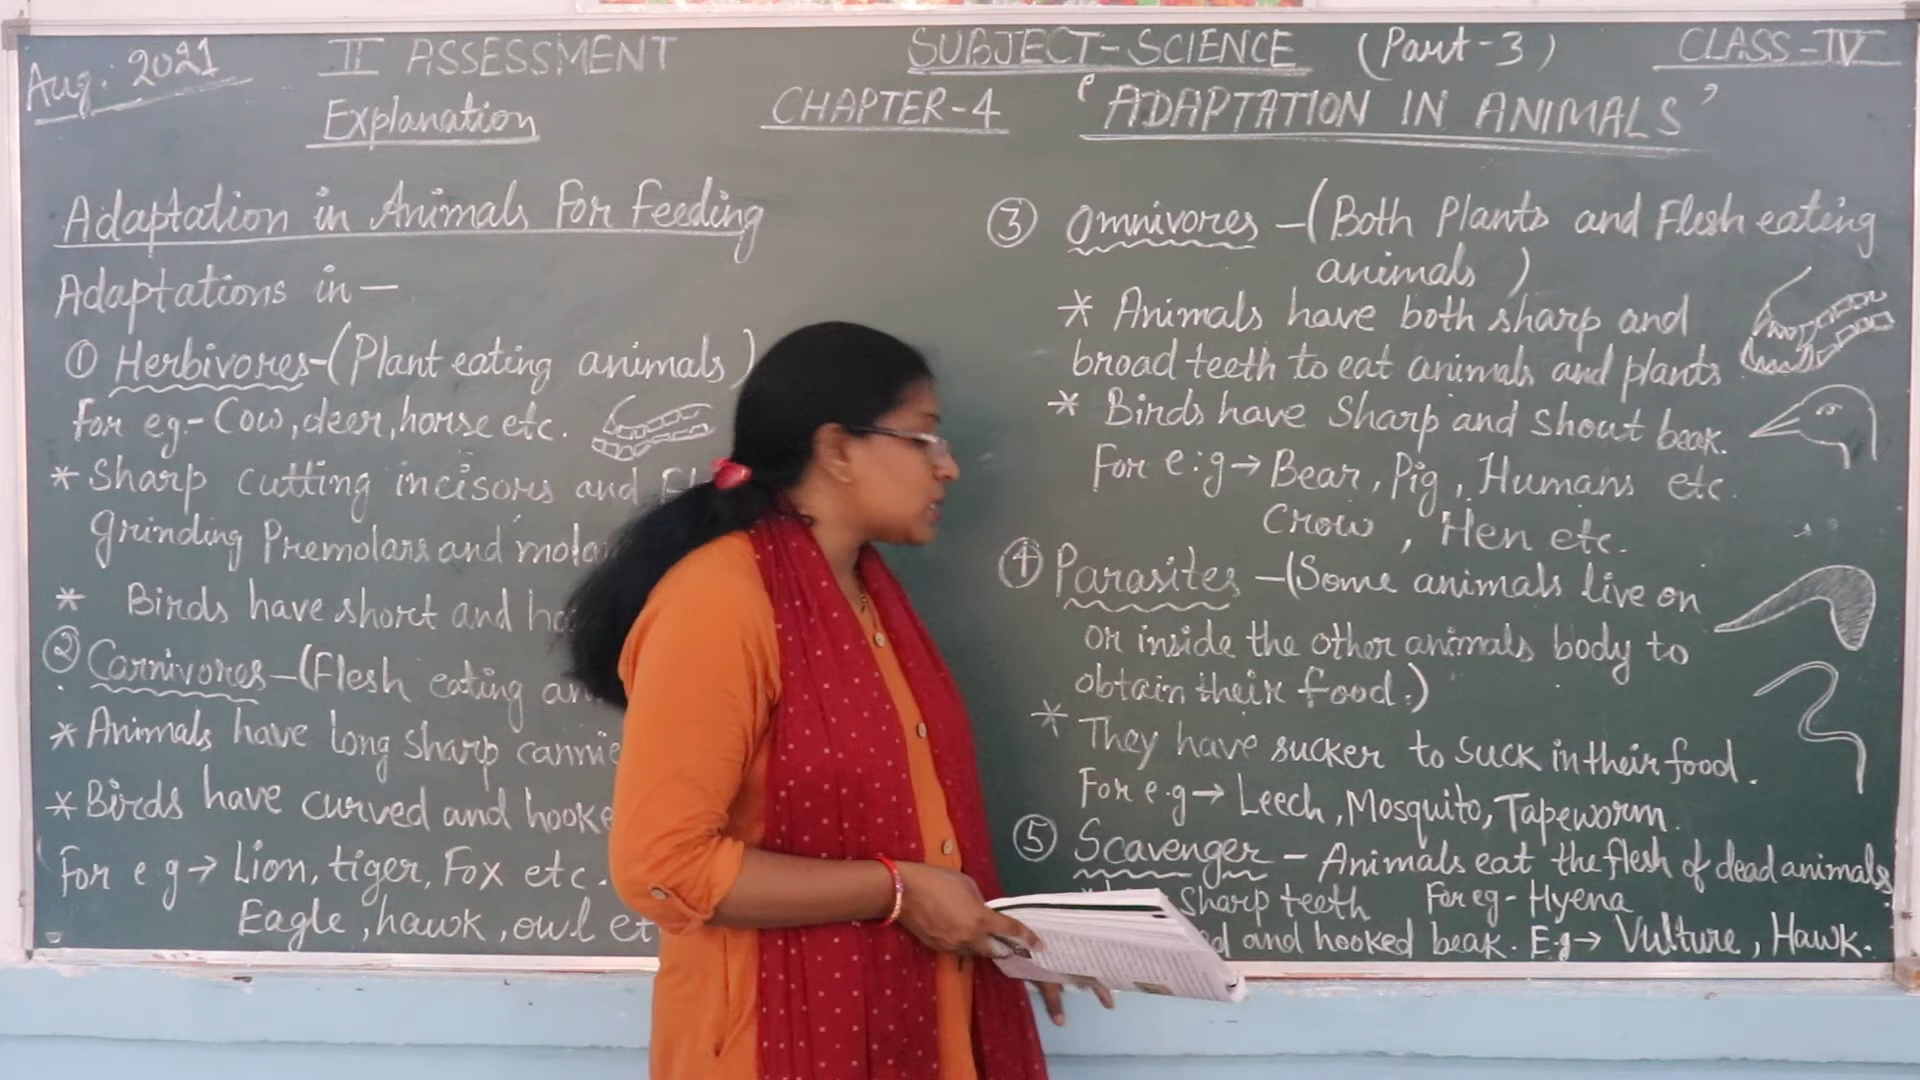 Aug. 2021
II ASSESSMENT
Explanation
SUBJECT-SCIENCE (Part-3)
CLASS-IV
CHAPTER-4 'ADAPTATION IN ANIMALS'
Adaptation in Animals For Feeding
Adaptations in-
① Herbivores-(Plant eating animals)
For eg.- Cow, deer, horse etc.
* Sharp cutting incisors and
grinding Premolars and
* Birds have short and
② Carnivores-(Flesh eating
* Animals have long sharp
* Birds have curved and
For e g→ Lion, tiger, Fox etc.
Eagle, hawk, owl
③ Omnivores -(Both Plants and Flesh eating
animals )
* Animals have both sharp and
broad teeth to eat animals and plants
* Birds have Sharp and shout beak.
For e:g→ Bear, Pig, Humans etc.
Crow, Hen etc.
④ Parasites -(Some animals live on
or inside the other animals body to
obtain their food.)
* They have sucker to suck in their food.
For e.g→ Leech, Mosquito, Tapeworm.
⑤ Scavenger - Animals eat the flesh of dead animals.
Sharp teeth For eg- Hyena
and hooked beak. E.g→ Vulture, Hawk.